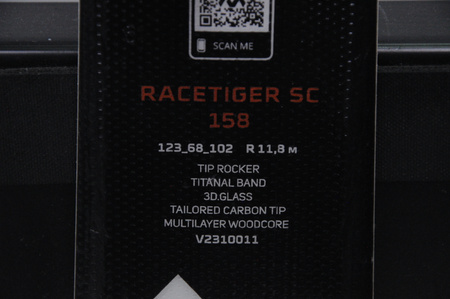 SCAN ME
RACETIGER SC
158
123_68_102 R 11,8 M
TIP ROCKER
TITANAL BAND
3D.GLASS
TAILORED CARBON TIP
MULTILAYER WOODCORE
V2310011